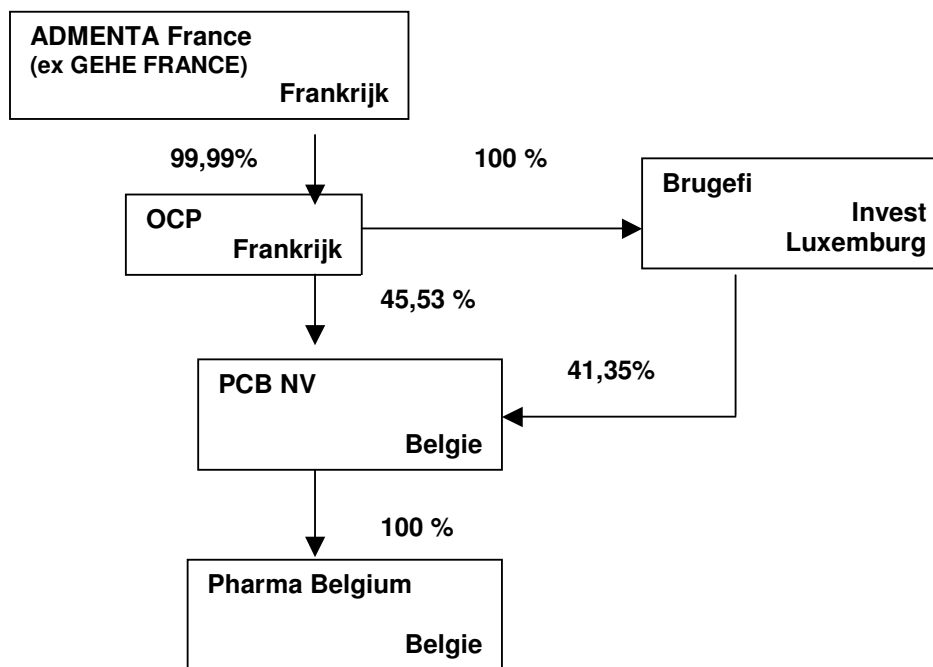 ADMENTA France
(ex GEHE FRANCE)
Frankrijk
99,99%
100 %
Brugefi
Invest
Luxemburg
OCP
Frankrijk
45,53 %
41,35%
PCB NV
Belgie
100 %
Pharma Belgium
Belgie